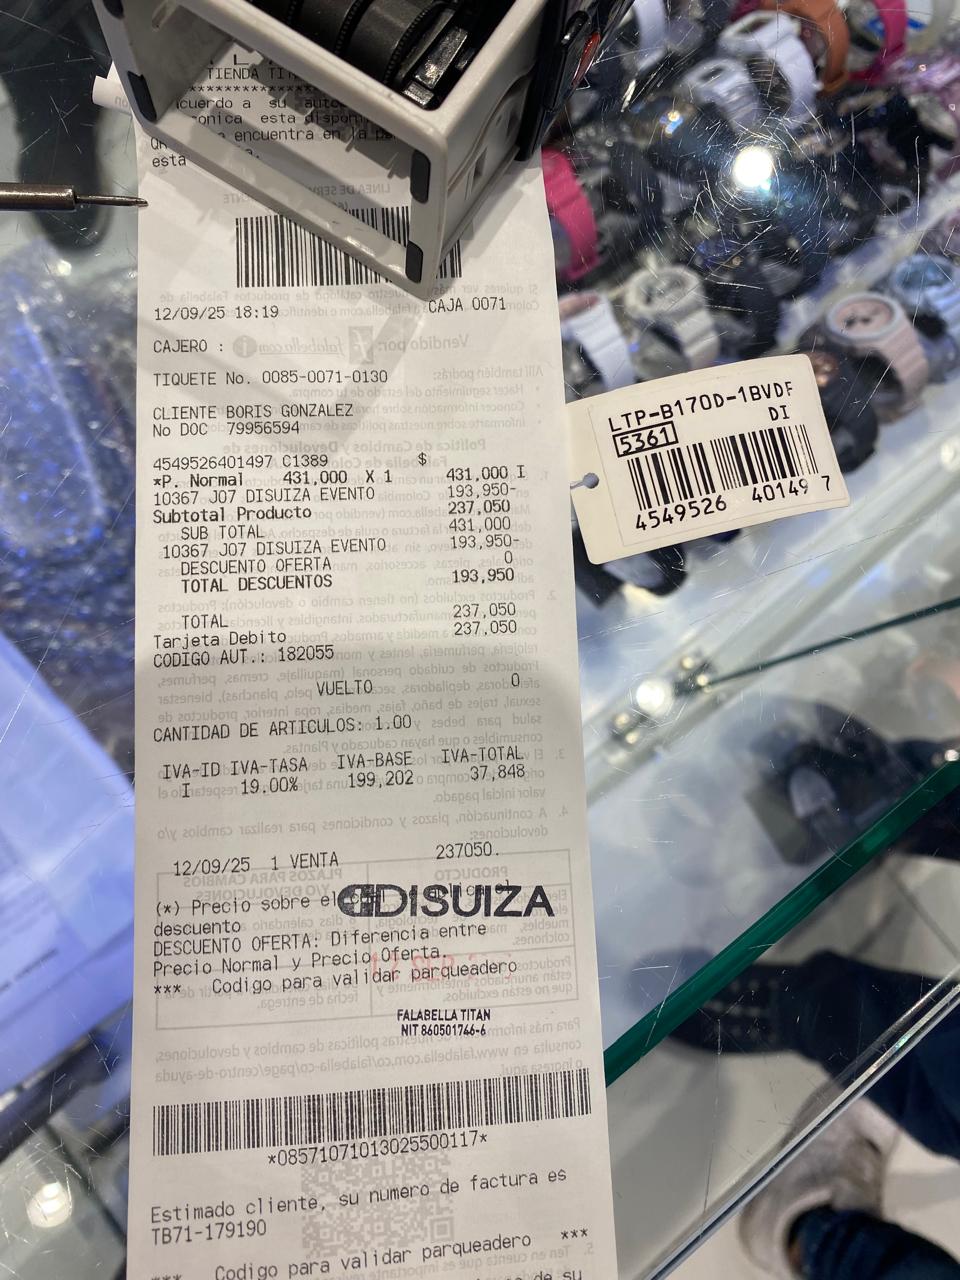 TIENDA
cuerdo a su
esta
encuentra en la
esta
12/09/25 18:19 CAJA 0071
CAJERO :
TIQUETE No. 0085-0071-0130
CLIENTE BORIS GONZALEZ
No DOC 79956594
4549526401497 C1389 $
*P. Normal 431,000 X 1 431,000 I
10367 J07 DISUIZA EVENTO 193,950-
Subtotal Producto 237,050
SUB TOTAL 431,000
10367 J07 DISUIZA EVENTO 193,950-
DESCUENTO OFERTA 0
TOTAL DESCUENTOS 193,950
TOTAL 237,050
Tarjeta Debito 237,050
CODIGO AUT.: 182055
VUELTO 0
CANTIDAD DE ARTICULOS: 1.00
IVA-ID IVA-TASA IVA-BASE IVA-TOTAL
I 19.00% 199,202 37,848
12/09/25 1 VENTA 237050.
(*) Precio sobre el
DISUIZA
descuento
DESCUENTO OFERTA: Diferencia entre
Precio Normal y Precio Oferta.
*** Codigo para validar parqueadero
FALABELLA TITAN
NIT 860501746-6
*08571071013025500117*
Estimado cliente, su numero de factura es
TB71-179190
*** Codigo para validar parqueadero ***
de su
LTP-B170D-1BVDF
DI
5361
4549526 40149 7